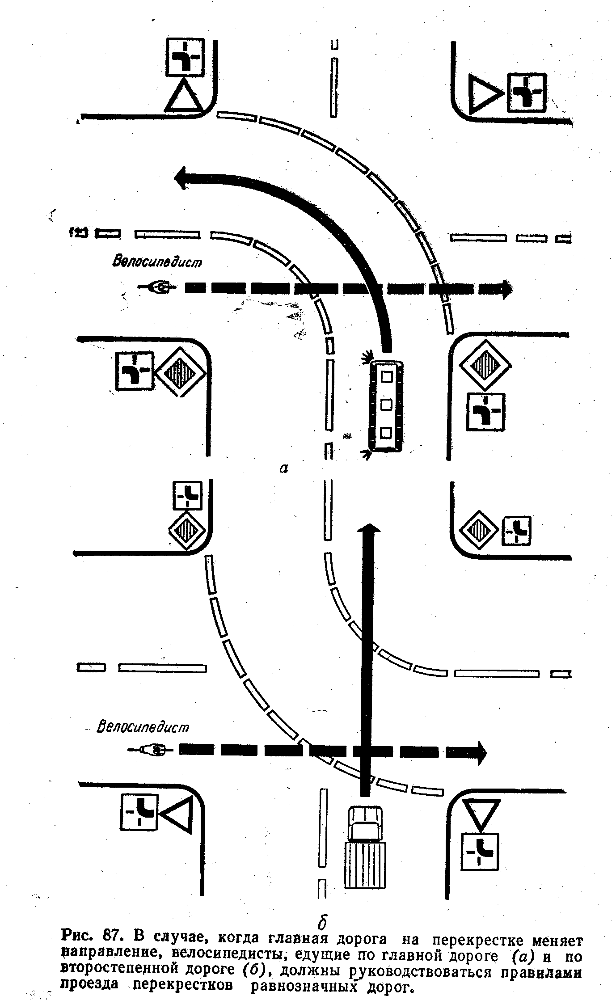 Велосипедист
а
Велосипедист
б
Рис. 87. В случае, когда главная дорога на перекрестке меняет
направление, велосипедисты, едущие по главной дороге (а) и по
второстепенной дороге (б), должны руководствоваться правилами
проезда перекрестков равнозначных дорог.